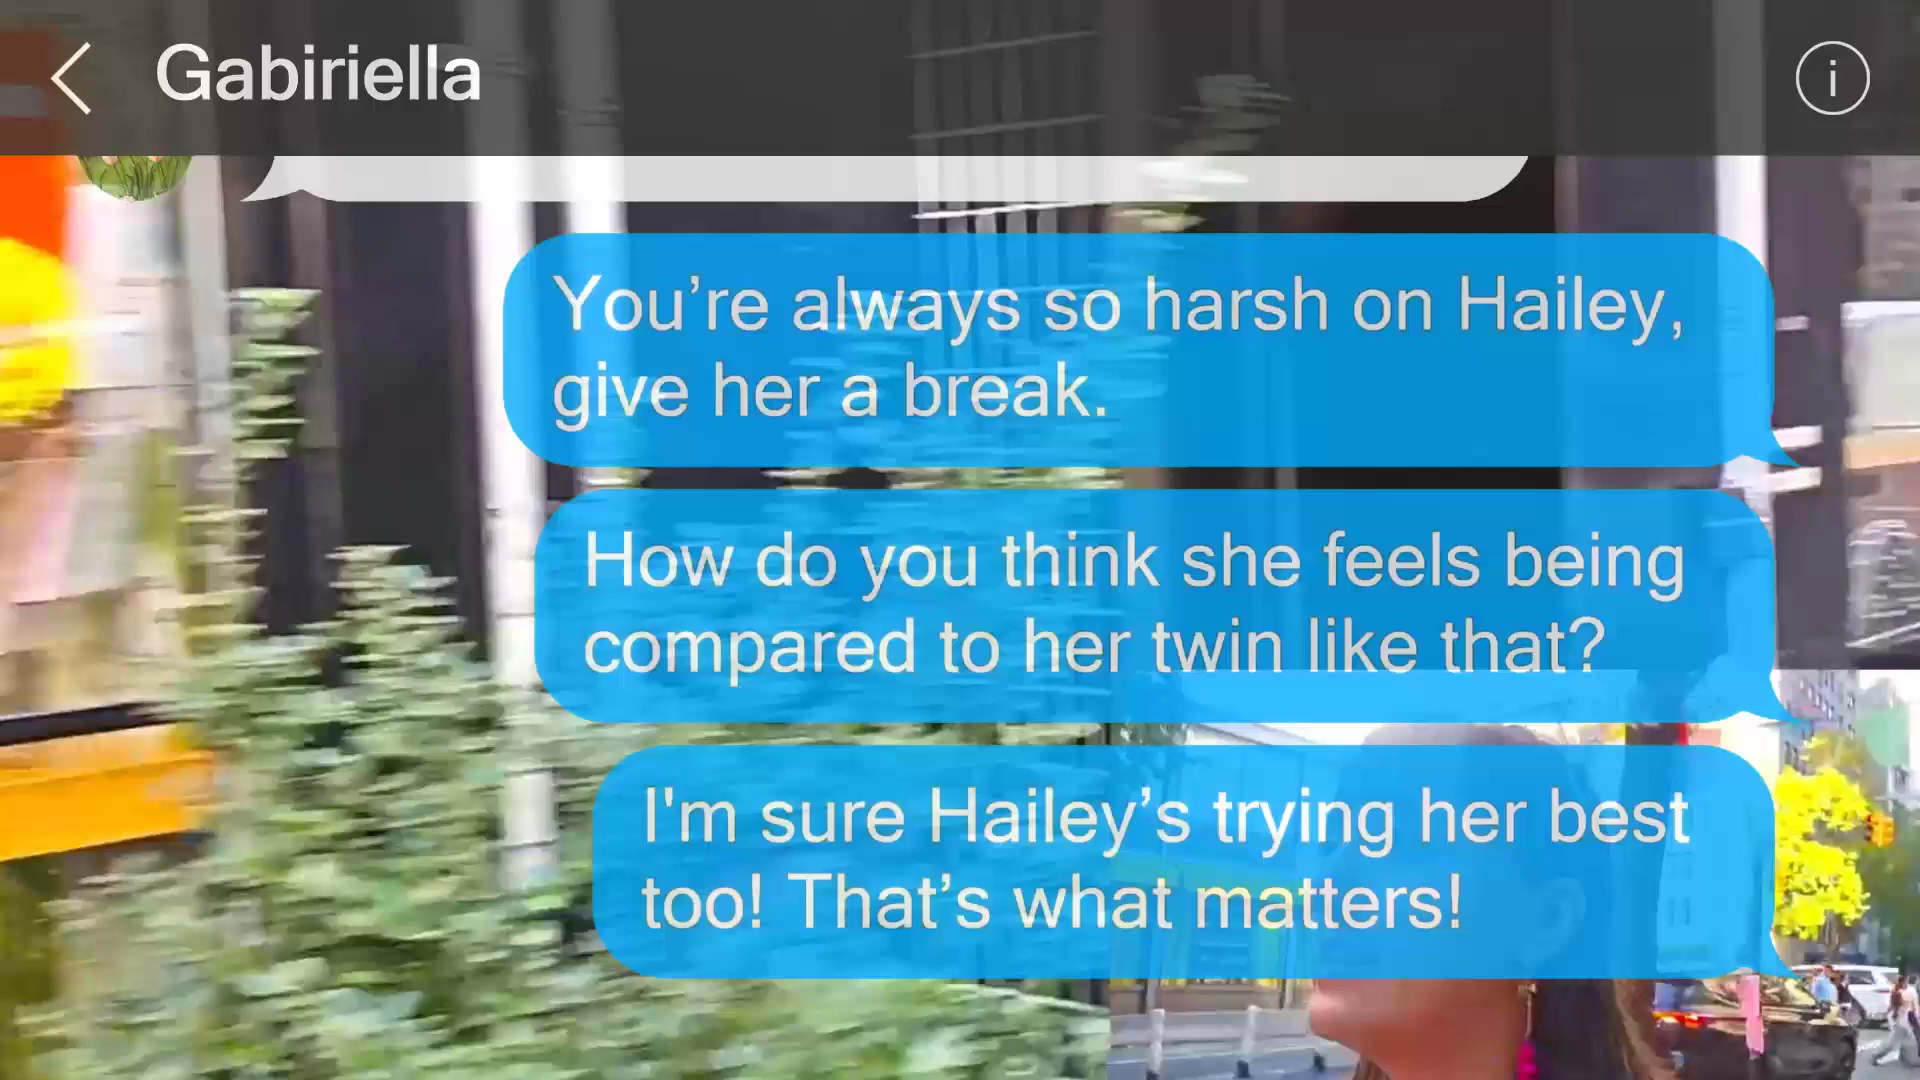 Gabiriella
You’re always so harsh on Hailey,
give her a break.
How do you think she feels being
compared to her twin like that?
I'm sure Hailey’s trying her best
too! That’s what matters!